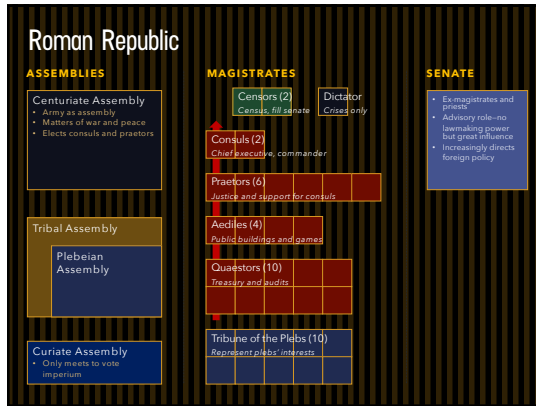 Roman Republic
ASSEMBLIES
Centuriate Assembly
• Army as assembly
• Matters of war and peace
• Elects consuls and praetors
Tribal Assembly
Plebeian
Assembly
Curiate Assembly
• Only meets to vote
imperium
MAGISTRATES
Censors (2)
Census, fill senate
Dictator
Crises only
Consuls (2)
Chief executive, commander
Praetors (6)
Justice and support for consuls
Aediles (4)
Public buildings and games
Quaestors (10)
Treasury and audits
Tribune of the Plebs (10)
Represent plebs' interests
SENATE
• Ex-magistrates and
priests
• Advisory role–no
lawmaking power
but great influence
• Increasingly directs
foreign policy